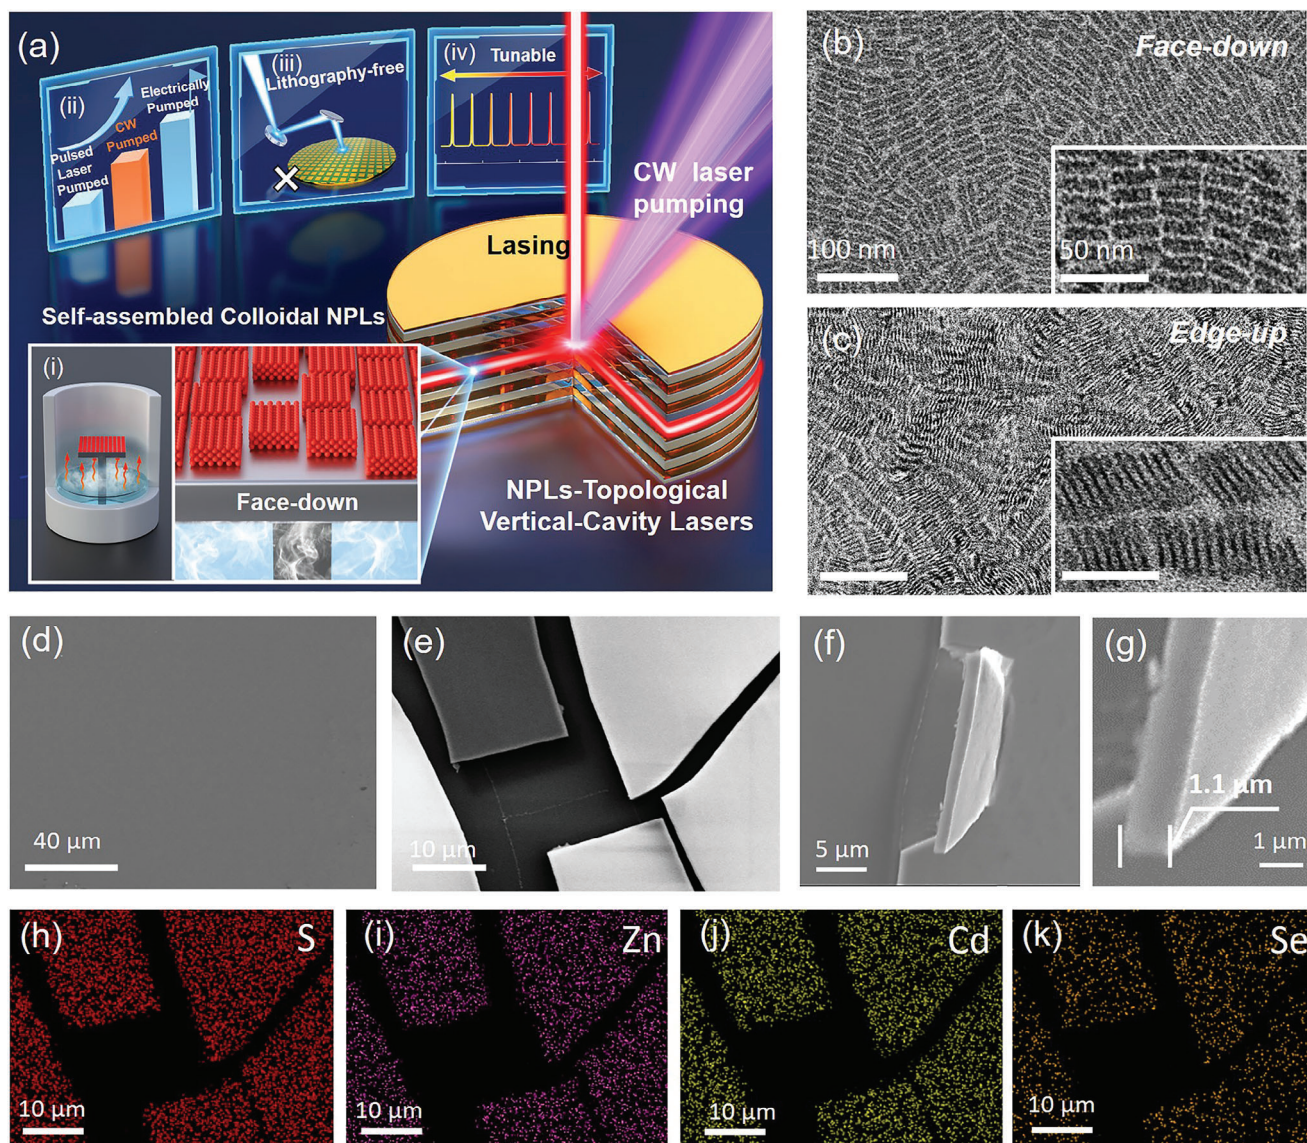 (a)
(ii)
Pulsed
Laser
Pumped
CW
Pumped
Electrically
Pumped
(iii)
Lithography-free
(iv)
Tunable
CW laser
pumping
Lasing
Self-assembled Colloidal NPLs
(i)
Face-down
NPLs-Topological
Vertical-Cavity Lasers
(b)
Face-down
100 nm
50 nm
(c)
Edge-up
(d)
40 μm
(e)
10 μm
(f)
5 μm
(g)
1.1 μm
1 μm
(h)
S
10 μm
(i)
Zn
10 μm
(j)
Cd
10 μm
(k)
Se
10 μm